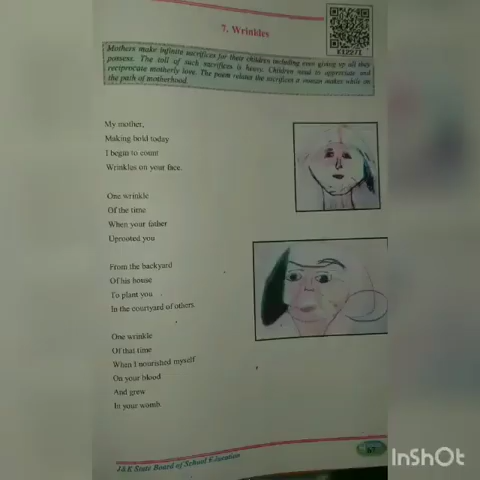 E1Z2Z1
7. Wrinkles
Mothers make infinite sacrifices for their children including even giving up all they
possess. The toll of such sacrifices is heavy. Children need to appreciate and
reciprocate motherly love. The poem relates the sacrifices a woman makes while on
the path of motherhood.
My mother,
Making bold today
I began to count
Wrinkles on your face.
One wrinkle
Of the time
When your father
Uprooted you
From the backyard
Of his house
To plant you
In the courtyard of others.
One wrinkle
Of that time
When I nourished myself
On your blood
And grew
In your womb.
J&K State Board of School Education
67
InShOt